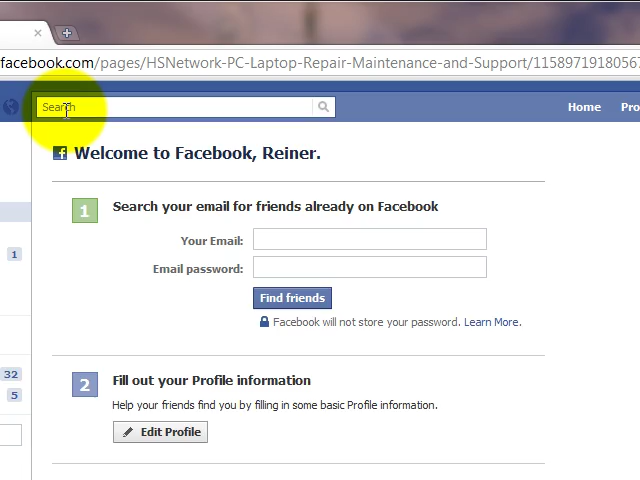 facebook.com/pages/HSNetwork-PC-Laptop-Repair-Maintenance-and-Support/11589719180567
Search
Home
Welcome to Facebook, Reiner.
1 Search your email for friends already on Facebook
Your Email:
1
Email password:
Find friends
Facebook will not store your password. Learn More.
32
2 Fill out your Profile information
5
Help your friends find you by filling in some basic Profile information.
Edit Profile